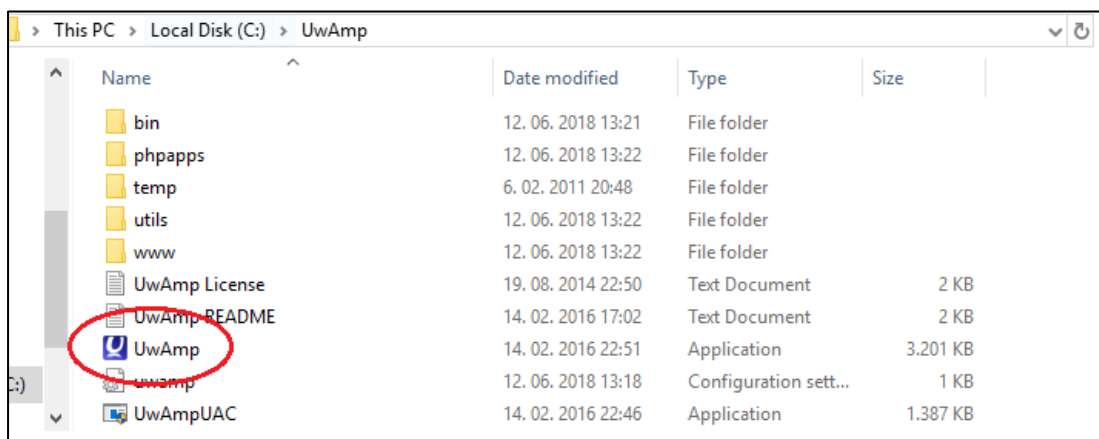 This PC > Local Disk (C:) > UwAmp
Name Date modified Type Size
bin 12. 06. 2018 13:21 File folder
phpapps 12. 06. 2018 13:22 File folder
temp 6. 02. 2011 20:48 File folder
utils 12. 06. 2018 13:22 File folder
www 12. 06. 2018 13:22 File folder
UwAmp License 19. 08. 2014 22:50 Text Document 2 KB
UwAmp README 14. 02. 2016 17:02 Text Document 2 KB
UwAmp 14. 02. 2016 22:51 Application 3.201 KB
C:) uwamp 12. 06. 2018 13:18 Configuration sett... 1 KB
UwAmpUAC 14. 02. 2016 22:46 Application 1.387 KB